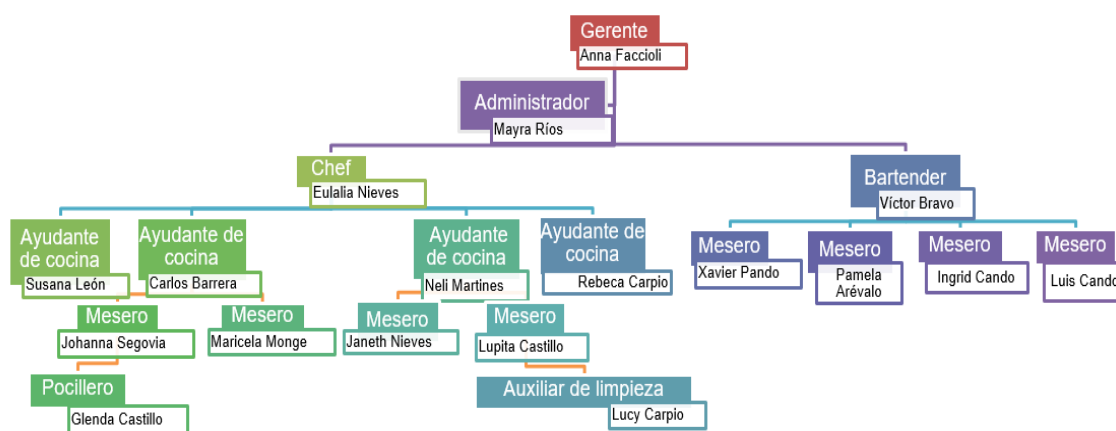 Gerente
Anna Faccioli
Administrador
Mayra Ríos
Chef
Eulalia Nieves
Bartender
Víctor Bravo
Ayudante
de cocina
Susana León
Ayudante de
cocina
Carlos Barrera
Ayudante
de cocina
Neli Martines
Ayudante de
cocina
Rebeca Carpio
Mesero
Xavier Pando
Mesero
Pamela
Arévalo
Mesero
Ingrid Cando
Mesero
Luis Cando
Mesero
Johanna Segovia
Mesero
Maricela Monge
Mesero
Janeth Nieves
Mesero
Lupita Castillo
Pocillero
Glenda Castillo
Auxiliar de limpieza
Lucy Carpio